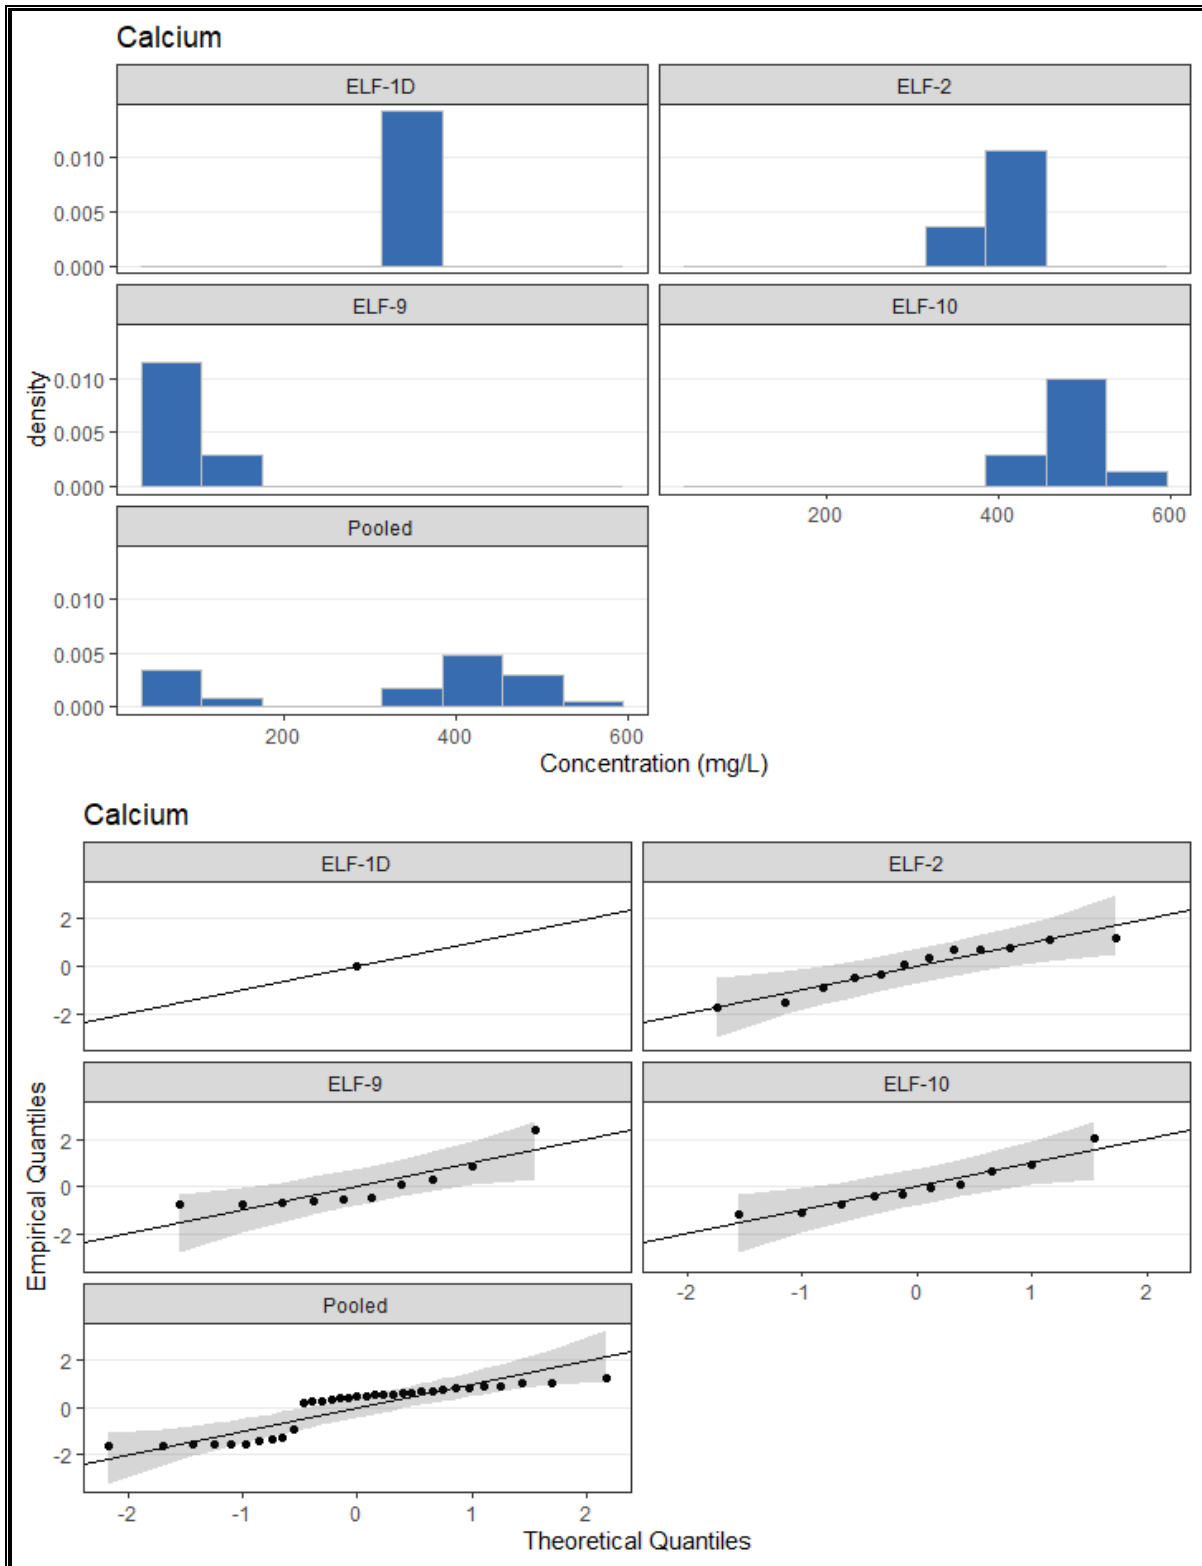 Calcium
ELF-1D
ELF-2
0.010
0.005
0.000
ELF-9
ELF-10
density
0.010
0.005
0.000
200
400
600
Pooled
0.010
0.005
0.000
200
400
600
Concentration (mg/L)
Calcium
ELF-1D
ELF-2
2
0
-2
ELF-9
ELF-10
Empirical Quantiles
2
0
-2
-2
-1
0
1
2
Pooled
2
0
-2
-2
-1
0
1
2
Theoretical Quantiles